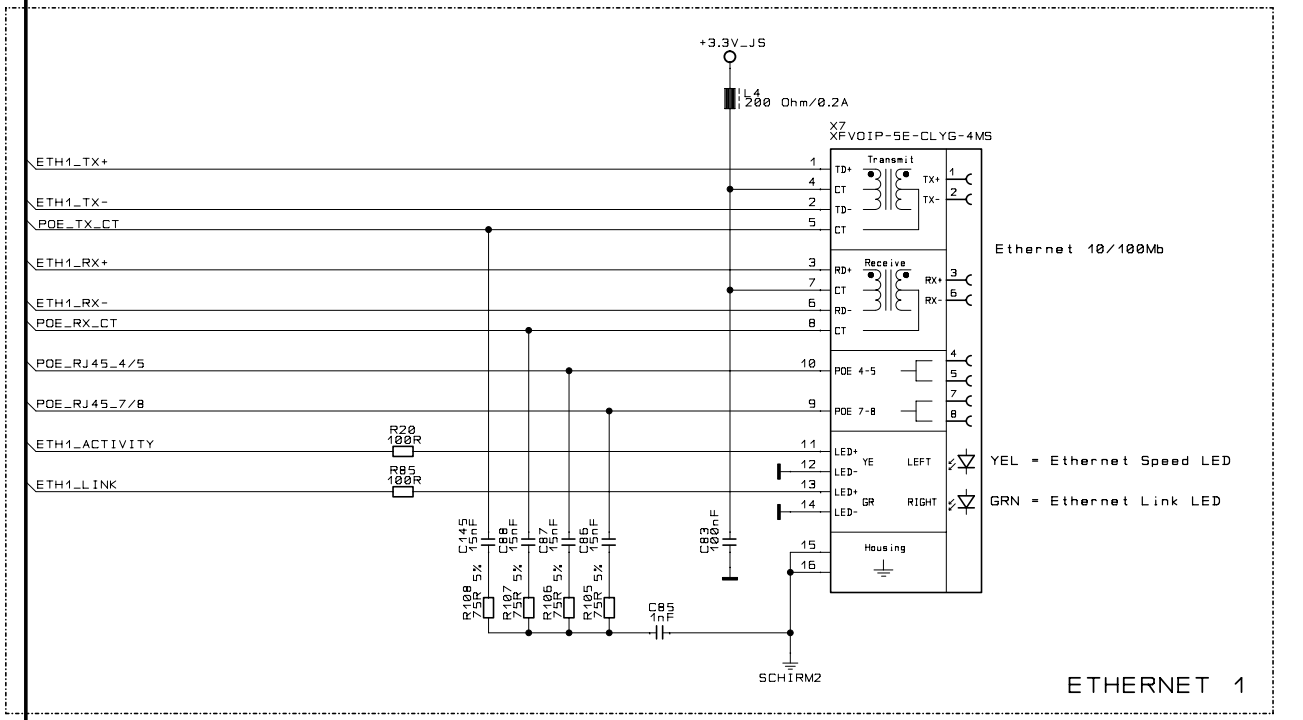 +3.3V_JS
L4
200 Ohm/0.2A
X7
XFVOIP-5E-CLYG-4MS
ETH1_TX+
1
TD+
Transmit
TX+
1
4
CT
ETH1_TX-
2
TD-
TX-
2
POE_TX_CT
5
CT
Ethernet 10/100Mb
ETH1_RX+
3
RD+
Receive
RX+
3
7
CT
ETH1_RX-
6
RD-
RX-
6
POE_RX_CT
8
CT
POE_RJ45_4/5
10
POE 4-5
4
5
POE_RJ45_7/8
9
POE 7-8
7
8
ETH1_ACTIVITY
R20
100R
11
LED+
12
LED-
YE
LEFT
YEL = Ethernet Speed LED
ETH1_LINK
R85
100R
13
LED+
14
LED-
GR
RIGHT
GRN = Ethernet Link LED
C145
15nF
C88
15nF
C87
15nF
C86
15nF
C83
100nF
15
16
Housing
R108
75R 5%
R107
75R 5%
R106
75R 5%
R105
75R 5%
C85
1nF
SCHIRM2
ETHERNET 1